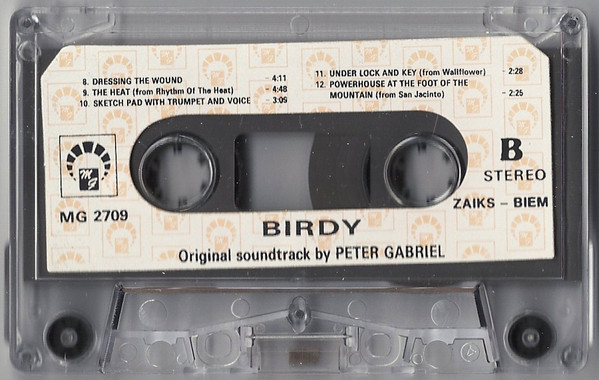 8. DRESSING THE WOUND – 4:11
9. THE HEAT (from Rhythm Of The Heat) – 4:48
10. SKETCH PAD WITH TRUMPET AND VOICE – 3:09
11. UNDER LOCK AND KEY (from Wallflower) – 2:28
12. POWERHOUSE AT THE FOOT OF THE
MOUNTAIN (from San Jacinto) – 2:25
M G
MG 2709
B
STEREO
ZAIKS – BIEM
BIRDY
Original soundtrack by PETER GABRIEL